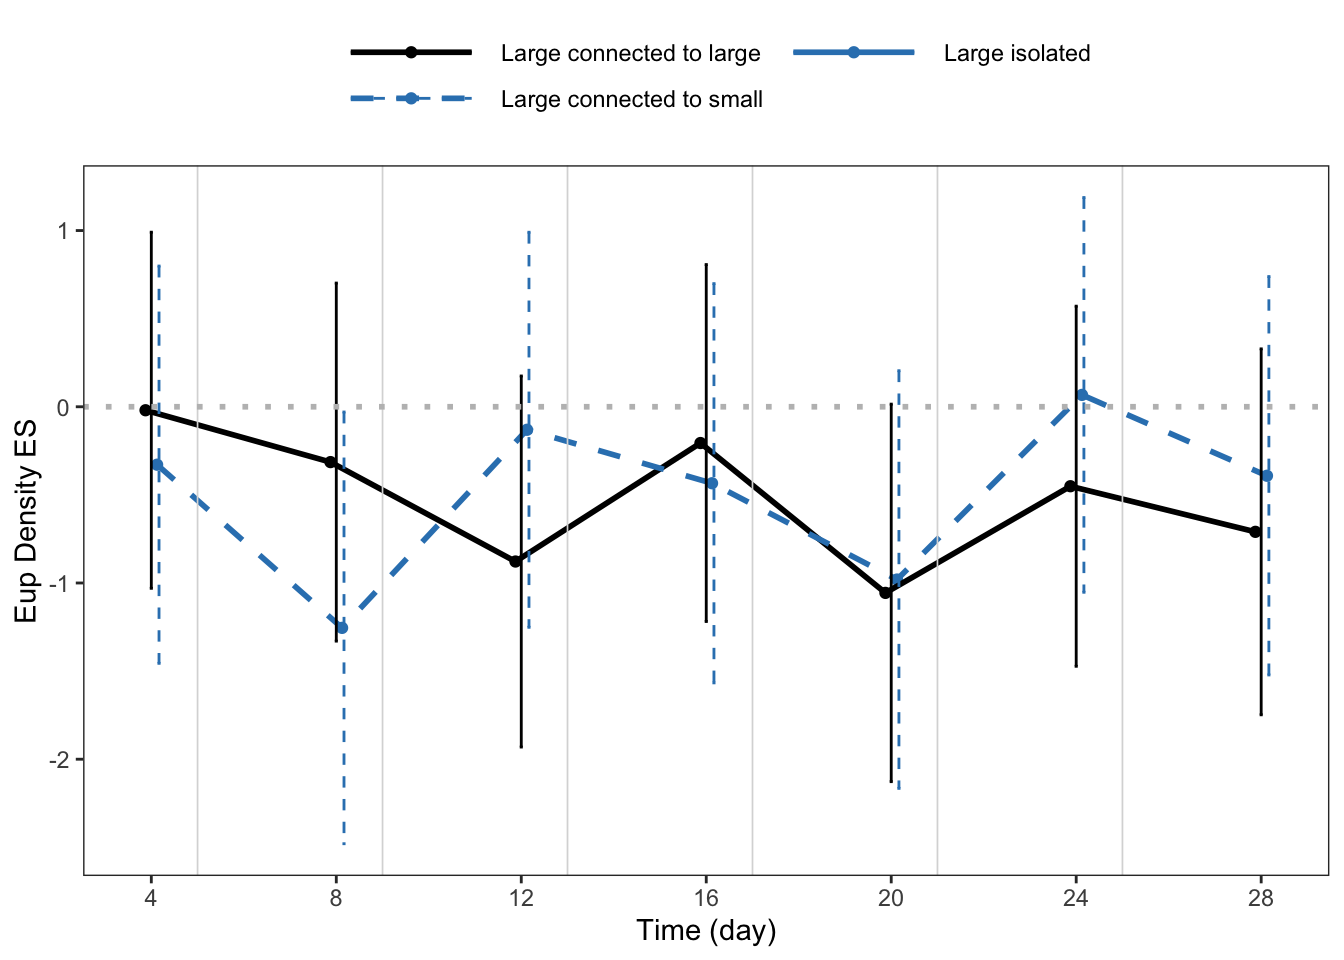 Large connected to large
Large isolated
Large connected to small
Eup Density ES
1
0
-1
-2
4 8 12 16 20 24 28
Time (day)